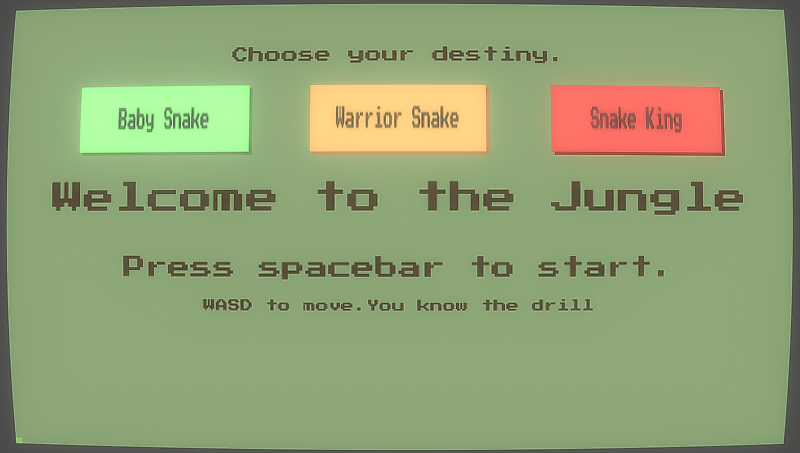 Choose your destiny.
Baby Snake
Warrior Snake
Snake King
Welcome to the Jungle
Press spacebar to start.
WASD to move.You know the drill